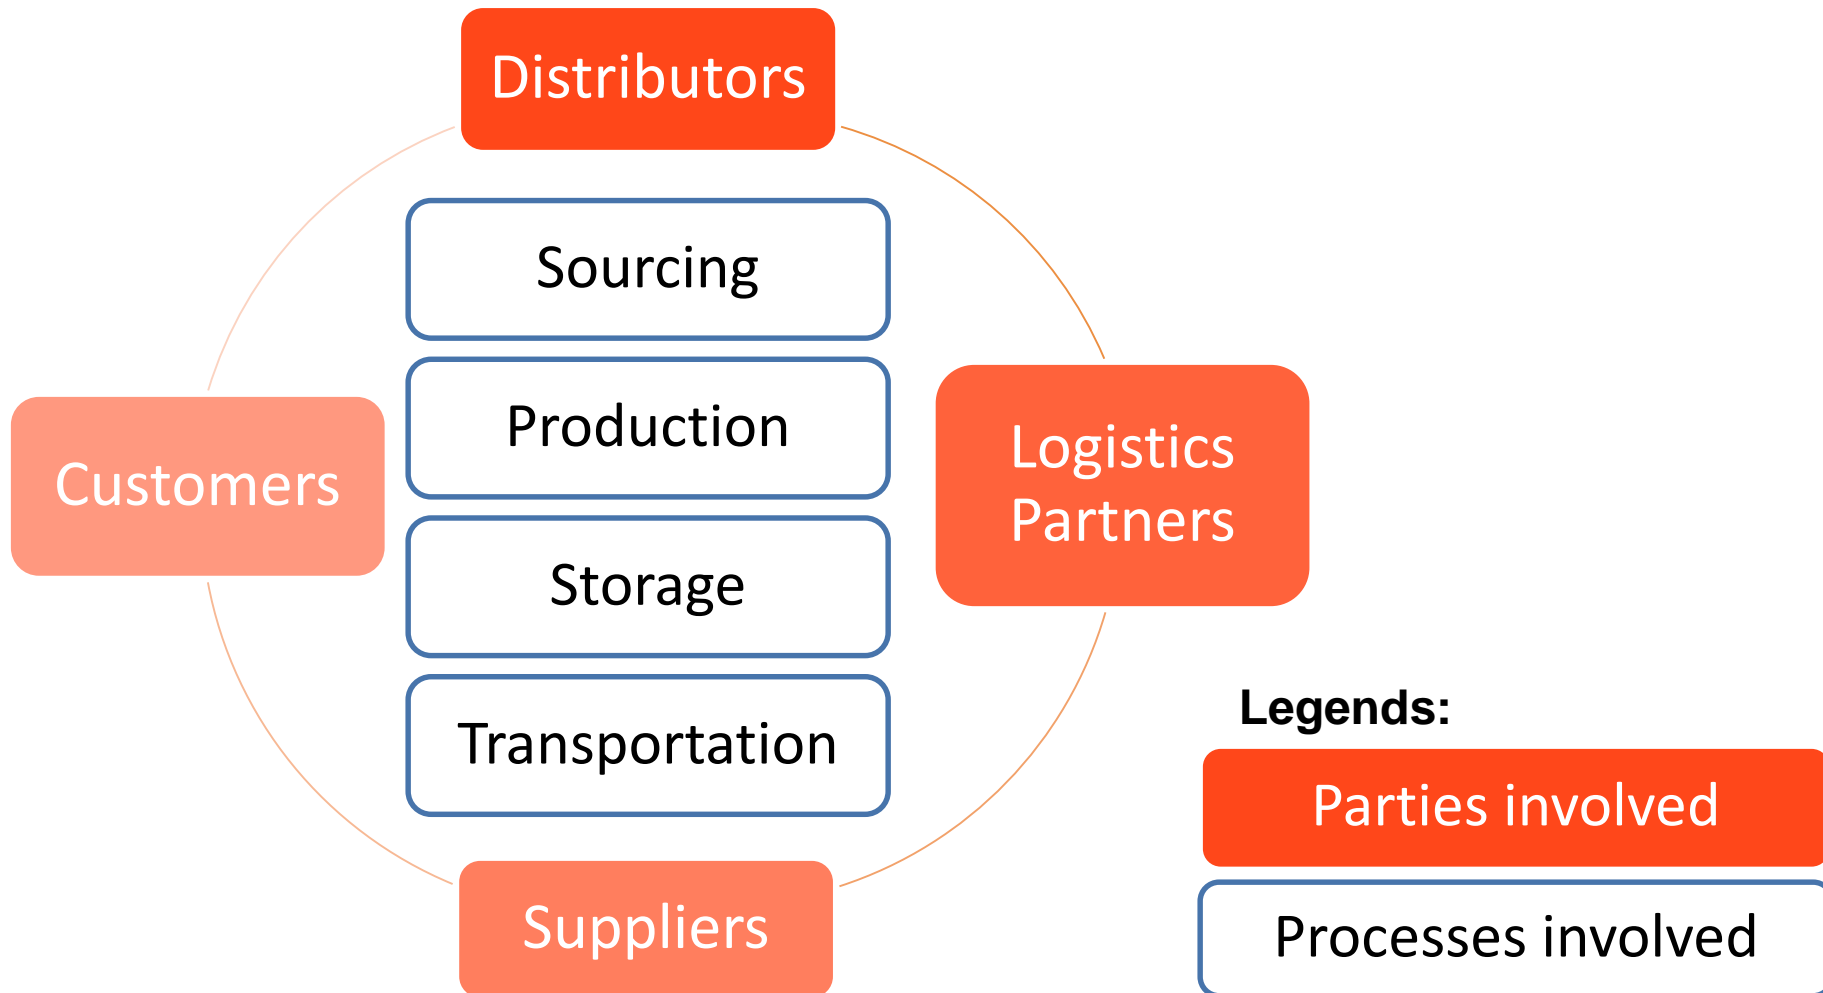 Distributors
Sourcing
Production
Customers
Logistics
Partners
Storage
Transportation
Suppliers
Legends:
Parties involved
Processes involved